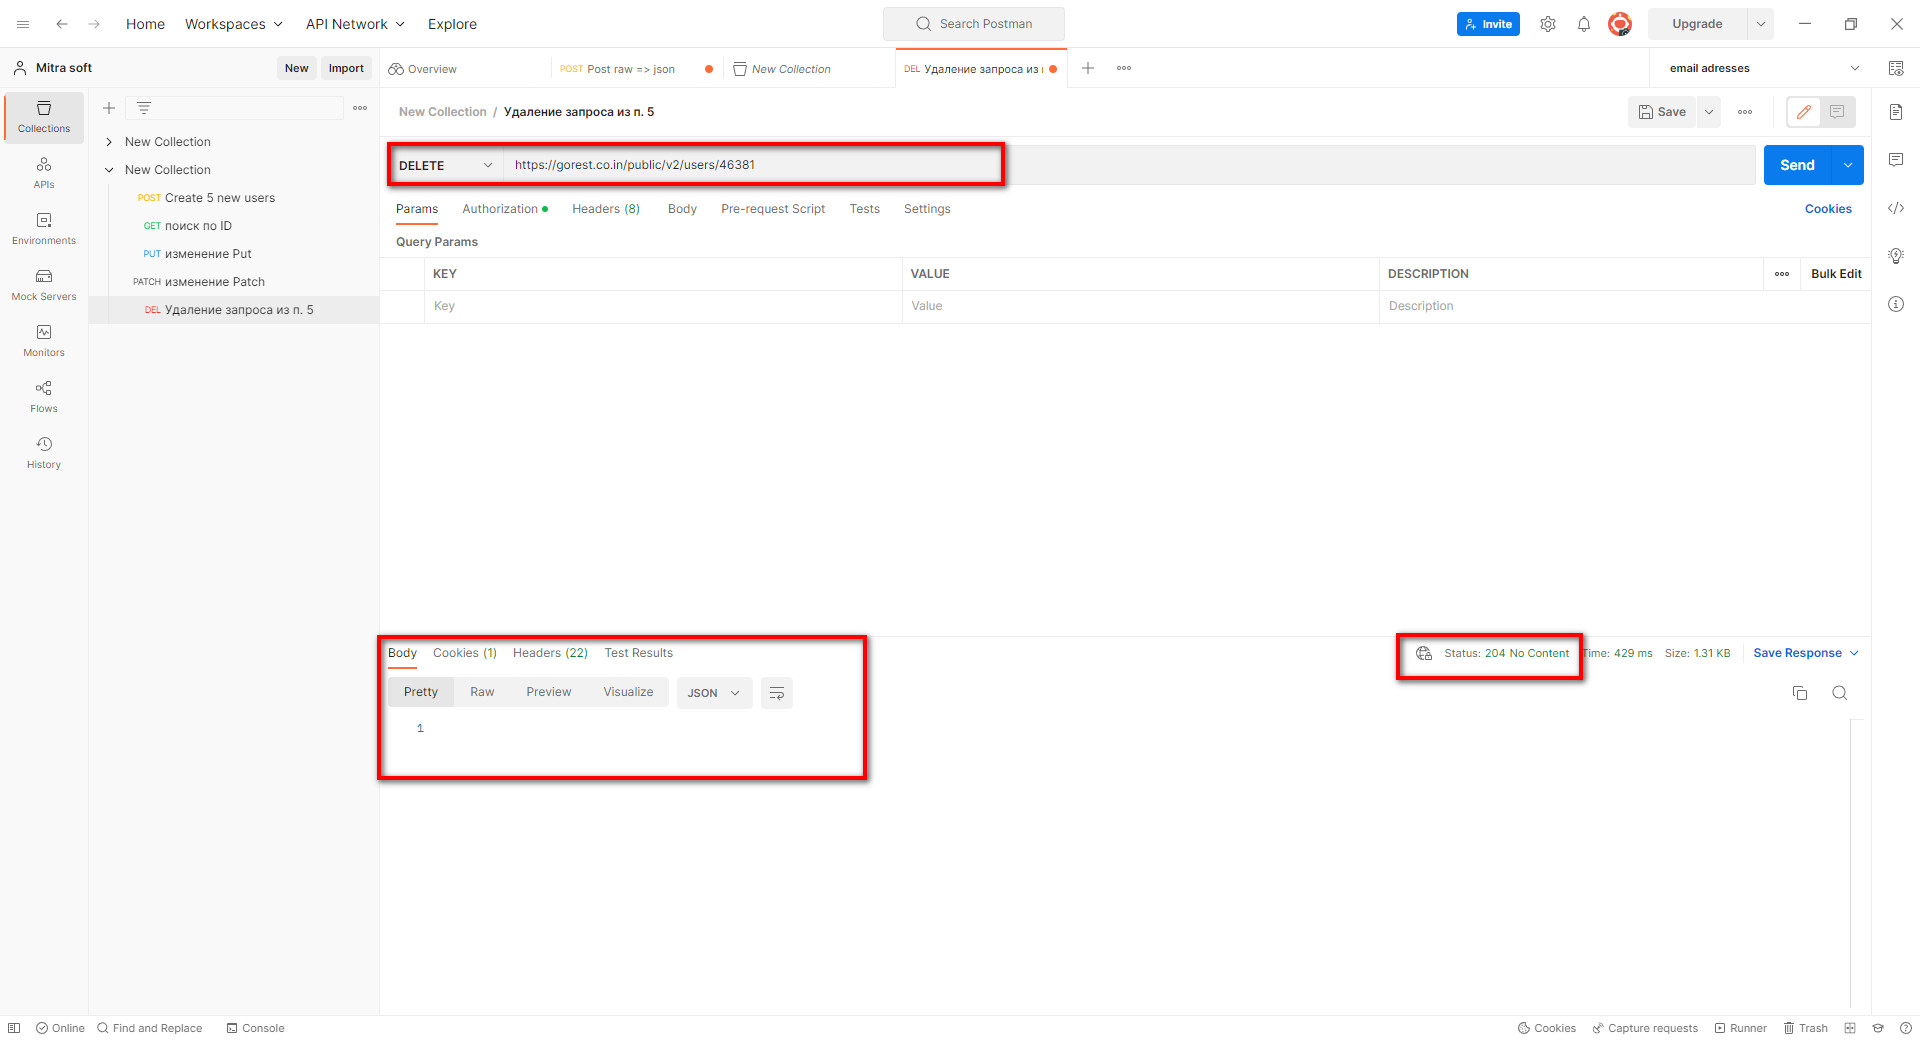 Home Workspaces API Network Explore Search Postman Invite Upgrade
Mitra soft New Import Overview POST Post raw => json New Collection DEL Удаление запроса из email adresses
Collections
APIs
Environments
Mock Servers
Monitors
Flows
History
New Collection
New Collection
POST Create 5 new users
GET поиск по ID
PUT изменение Put
PATCH изменение Patch
DEL Удаление запроса из п. 5
New Collection / Удаление запроса из п. 5 Save
DELETE https://gorest.co.in/public/v2/users/46381 Send
Params Authorization Headers (8) Body Pre-request Script Tests Settings Cookies
Query Params
KEY VALUE DESCRIPTION Bulk Edit
Key Value Description
Body Cookies (1) Headers (22) Test Results Status: 204 No Content Time: 429 ms Size: 1.31 KB Save Response
Pretty Raw Preview Visualize JSON
1
Online Find and Replace Console Cookies Capture requests Runner Trash